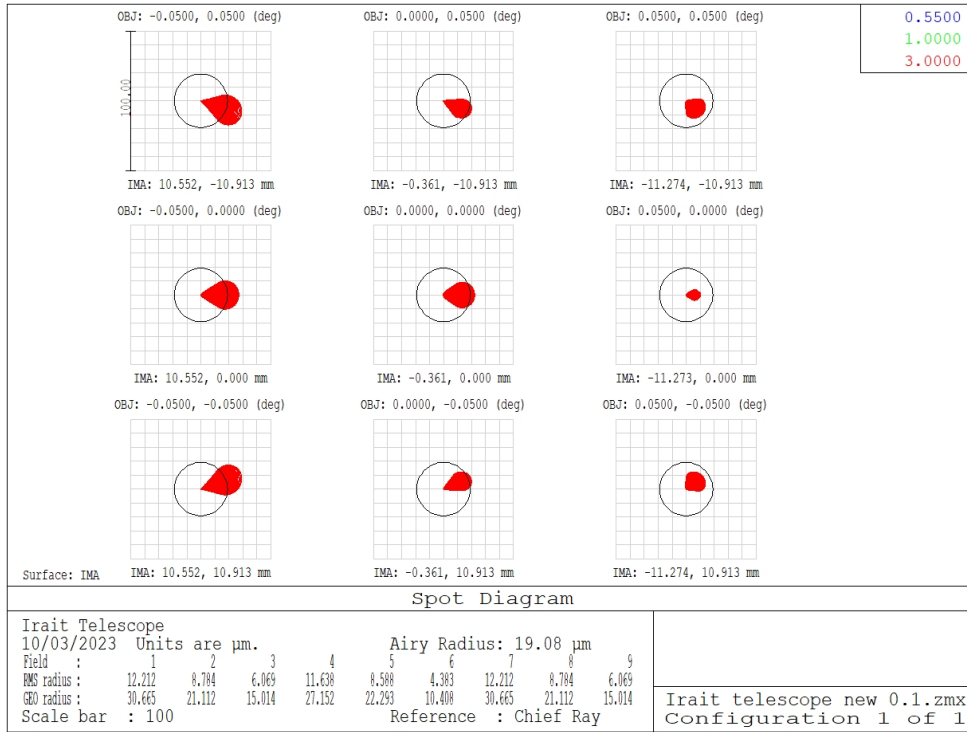 OBJ: -0.0500, 0.0500 (deg) OBJ: 0.0000, 0.0500 (deg) OBJ: 0.0500, 0.0500 (deg)
0.5500
1.0000
3.0000
100.00
IMA: 10.552, -10.913 mm IMA: -0.361, -10.913 mm IMA: -11.274, -10.913 mm
OBJ: -0.0500, 0.0000 (deg) OBJ: 0.0000, 0.0000 (deg) OBJ: 0.0500, 0.0000 (deg)
IMA: 10.552, 0.000 mm IMA: -0.361, 0.000 mm IMA: -11.273, 0.000 mm
OBJ: -0.0500, -0.0500 (deg) OBJ: 0.0000, -0.0500 (deg) OBJ: 0.0500, -0.0500 (deg)
Surface: IMA IMA: 10.552, 10.913 mm IMA: -0.361, 10.913 mm IMA: -11.274, 10.913 mm
Spot Diagram
Irait Telescope
10/03/2023 Units are µm. Airy Radius: 19.08 µm
Field : 1 2 3 4 5 6 7 8 9
RMS radius : 12.212 8.784 6.069 11.638 8.588 4.383 12.212 8.784 6.069
GEO radius : 30.665 21.112 15.014 27.152 22.293 10.408 30.665 21.112 15.014
Scale bar : 100 Reference : Chief Ray
Irait telescope new 0.1.zmx
Configuration 1 of 1